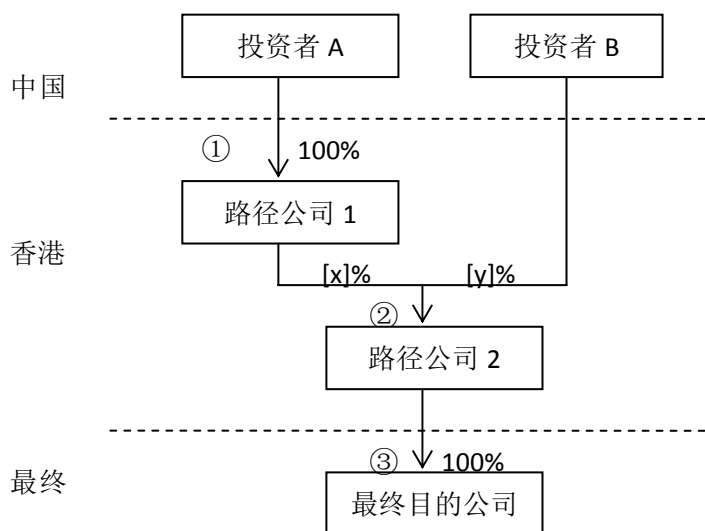 投资者 A
投资者 B
中国
① 100%
路径公司 1
香港
[x]% [y]%
②
路径公司 2
③ 100%
最终
最终目的公司